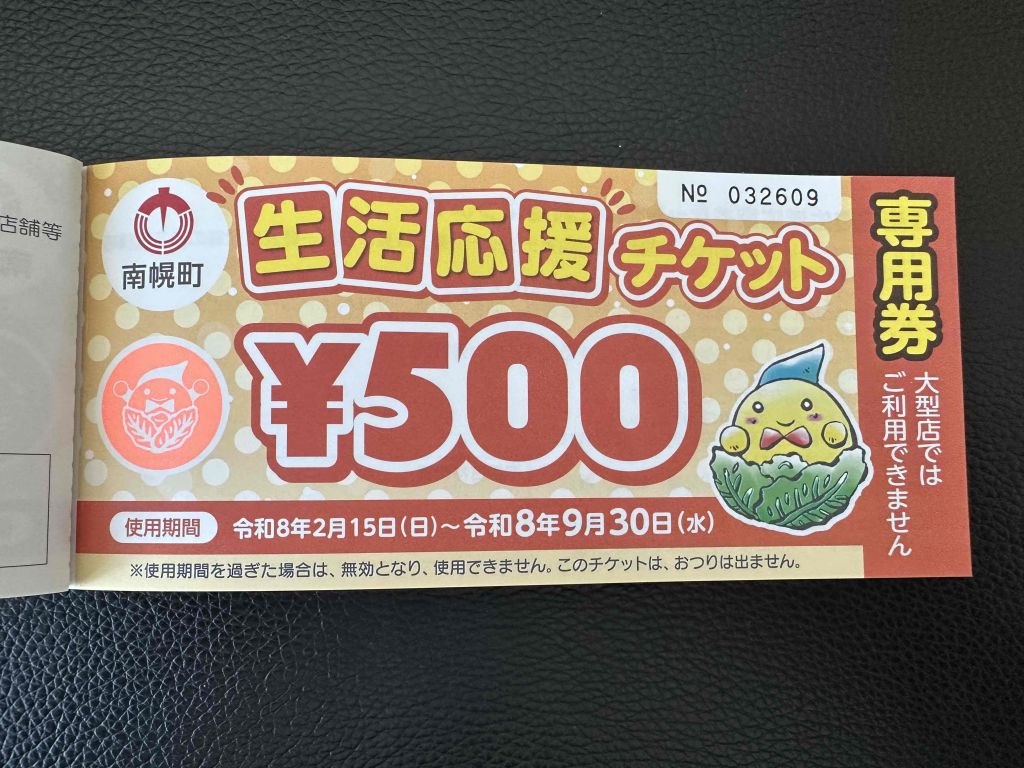 店舗等
南幌町
生活応援チケット
№ 032609
¥500
専用券
大型店では
ご利用できません
使用期間 令和8年2月15日(日)～令和8年9月30日(水)
※使用期間を過ぎた場合は、無効となり、使用できません。このチケットは、おつりは出ません。